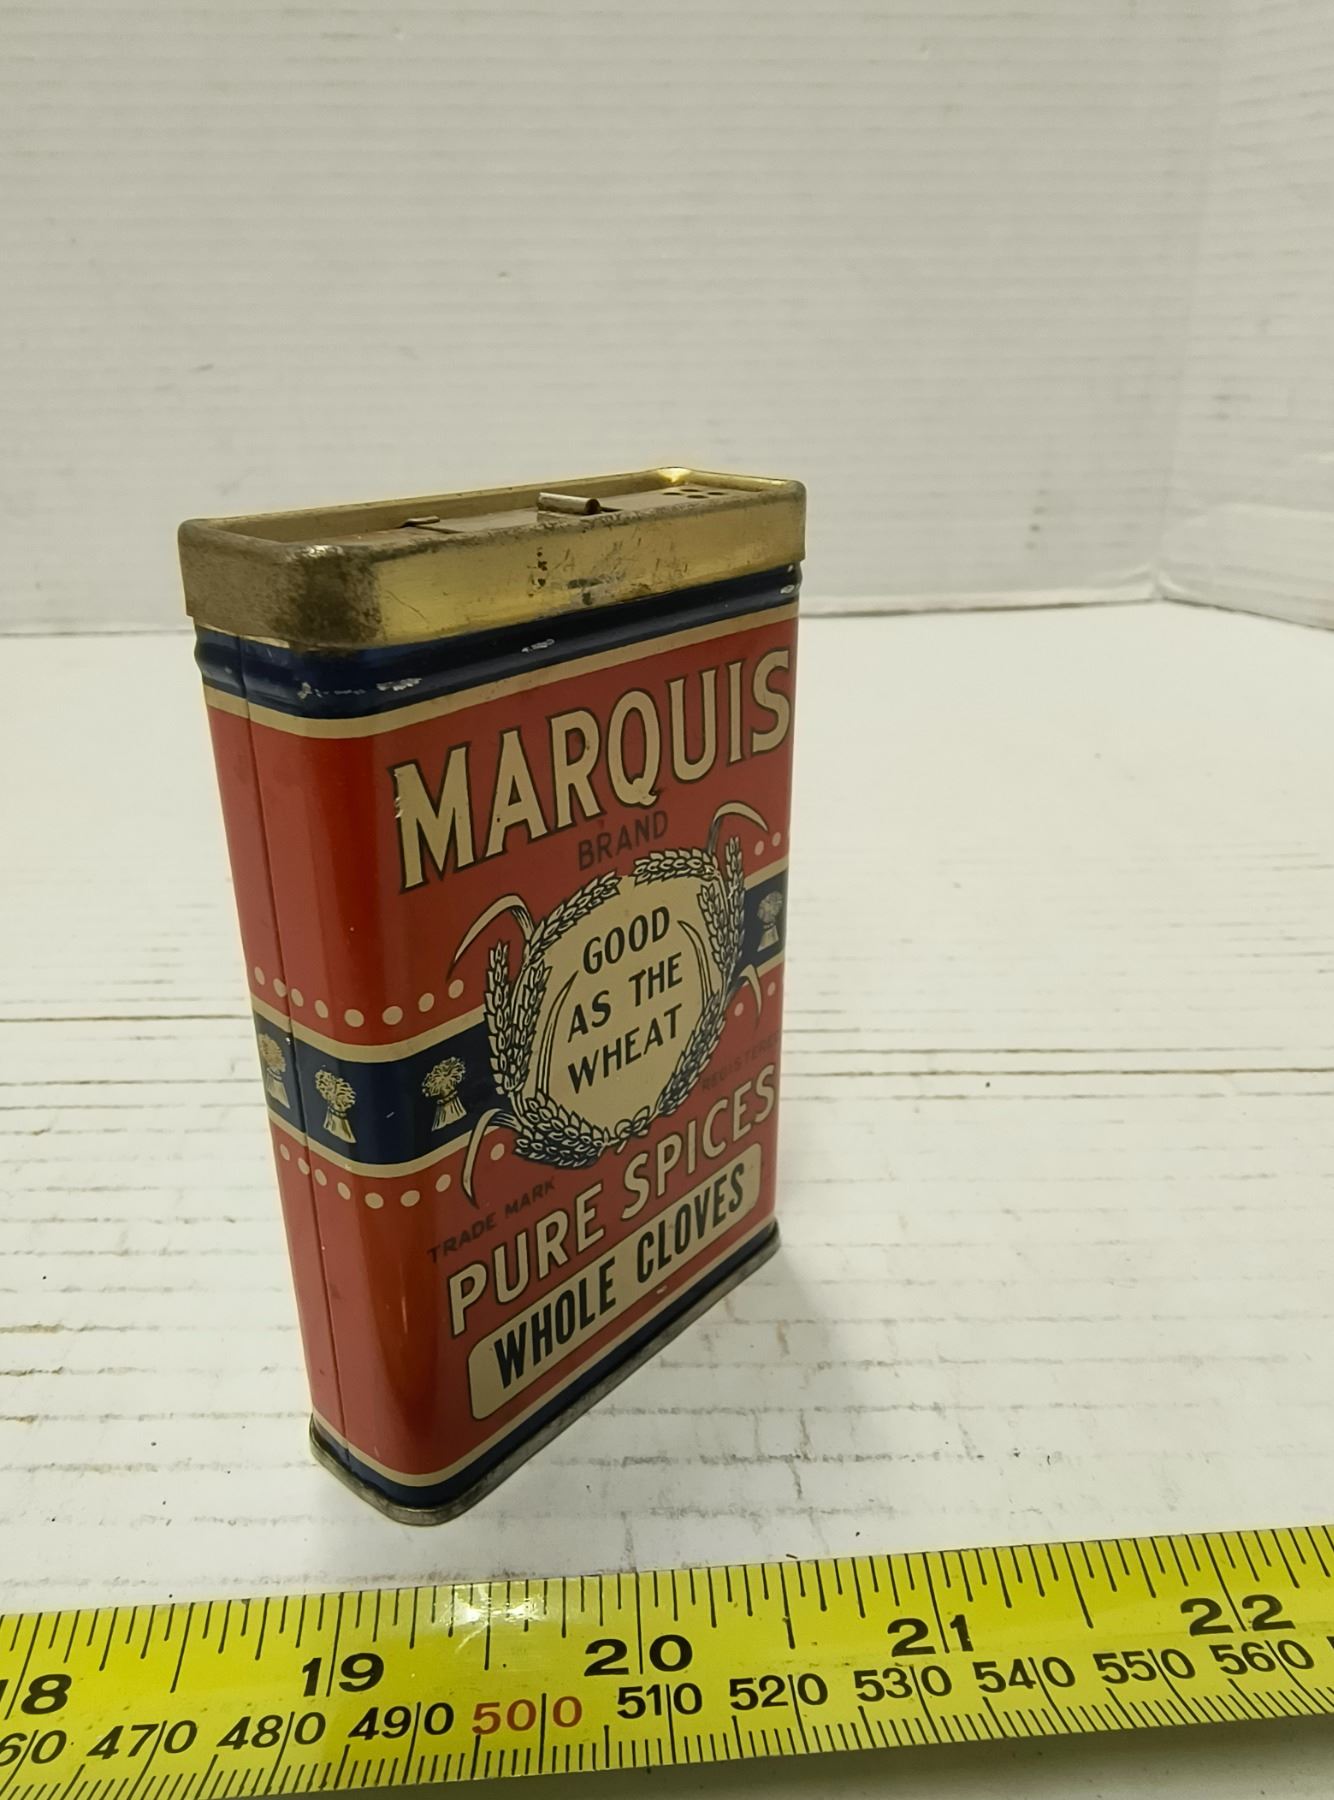 MARQUIS
BRAND
GOOD
AS THE
WHEAT
TRADE MARK
REGISTERED
PURE SPICES
WHOLE CLOVES
18 19 20 21 22
470 480 490 500 510 520 530 540 550 560